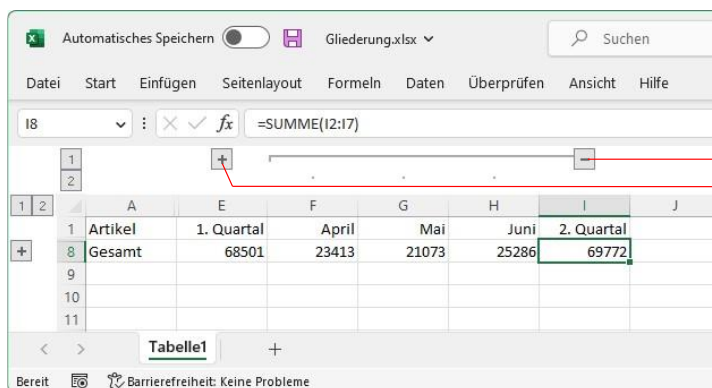 Automatisches Speichern Gliederung.xlsx Suchen
Datei Start Einfügen Seitenlayout Formeln Daten Überprüfen Ansicht Hilfe
I8 fx =SUMME(I2:I7)
1 + −
2
1 2 A E F G H I J
1 Artikel 1. Quartal April Mai Juni 2. Quartal
+ 8 Gesamt 68501 23413 21073 25286 69772
9
10
11
Tabelle1 +
Bereit Barrierefreiheit: Keine Probleme